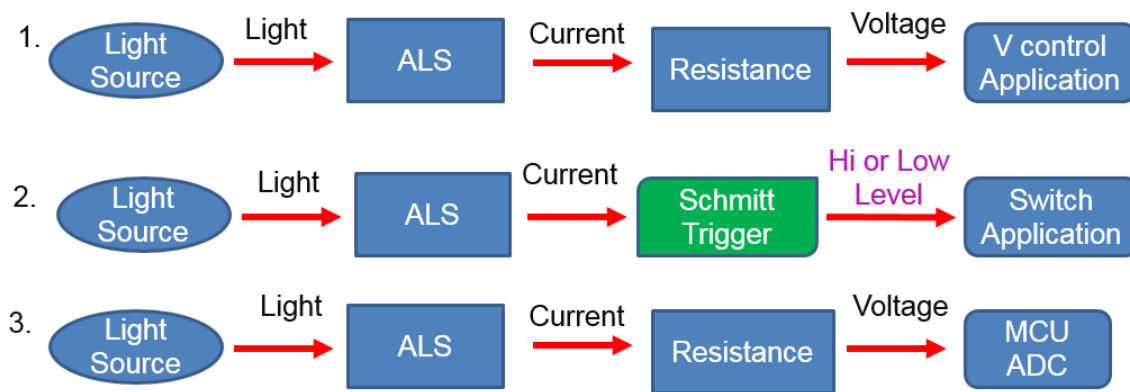 1.
Light
Source
Light
ALS
Current
Resistance
Voltage
V control
Application
2.
Light
Source
Light
ALS
Current
Schmitt
Trigger
Hi or Low
Level
Switch
Application
3.
Light
Source
Light
ALS
Current
Resistance
Voltage
MCU
ADC